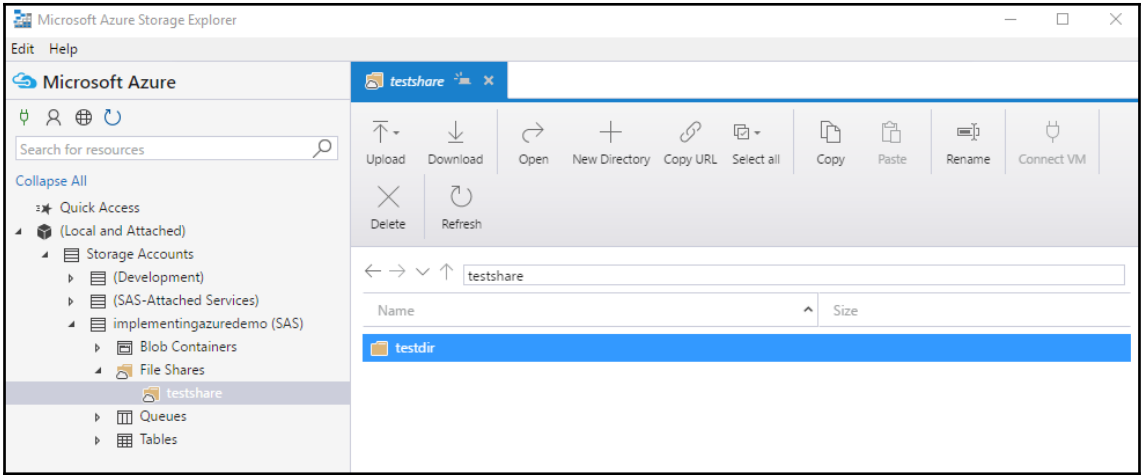 Microsoft Azure Storage Explorer
Edit Help
Microsoft Azure
Search for resources
Collapse All
Quick Access
(Local and Attached)
Storage Accounts
(Development)
(SAS-Attached Services)
implementingazuredemo (SAS)
Blob Containers
File Shares
testshare
Queues
Tables
testshare
Upload Download Open New Directory Copy URL Select all Copy Paste Rename Connect VM
Delete Refresh
testshare
Name Size
testdir